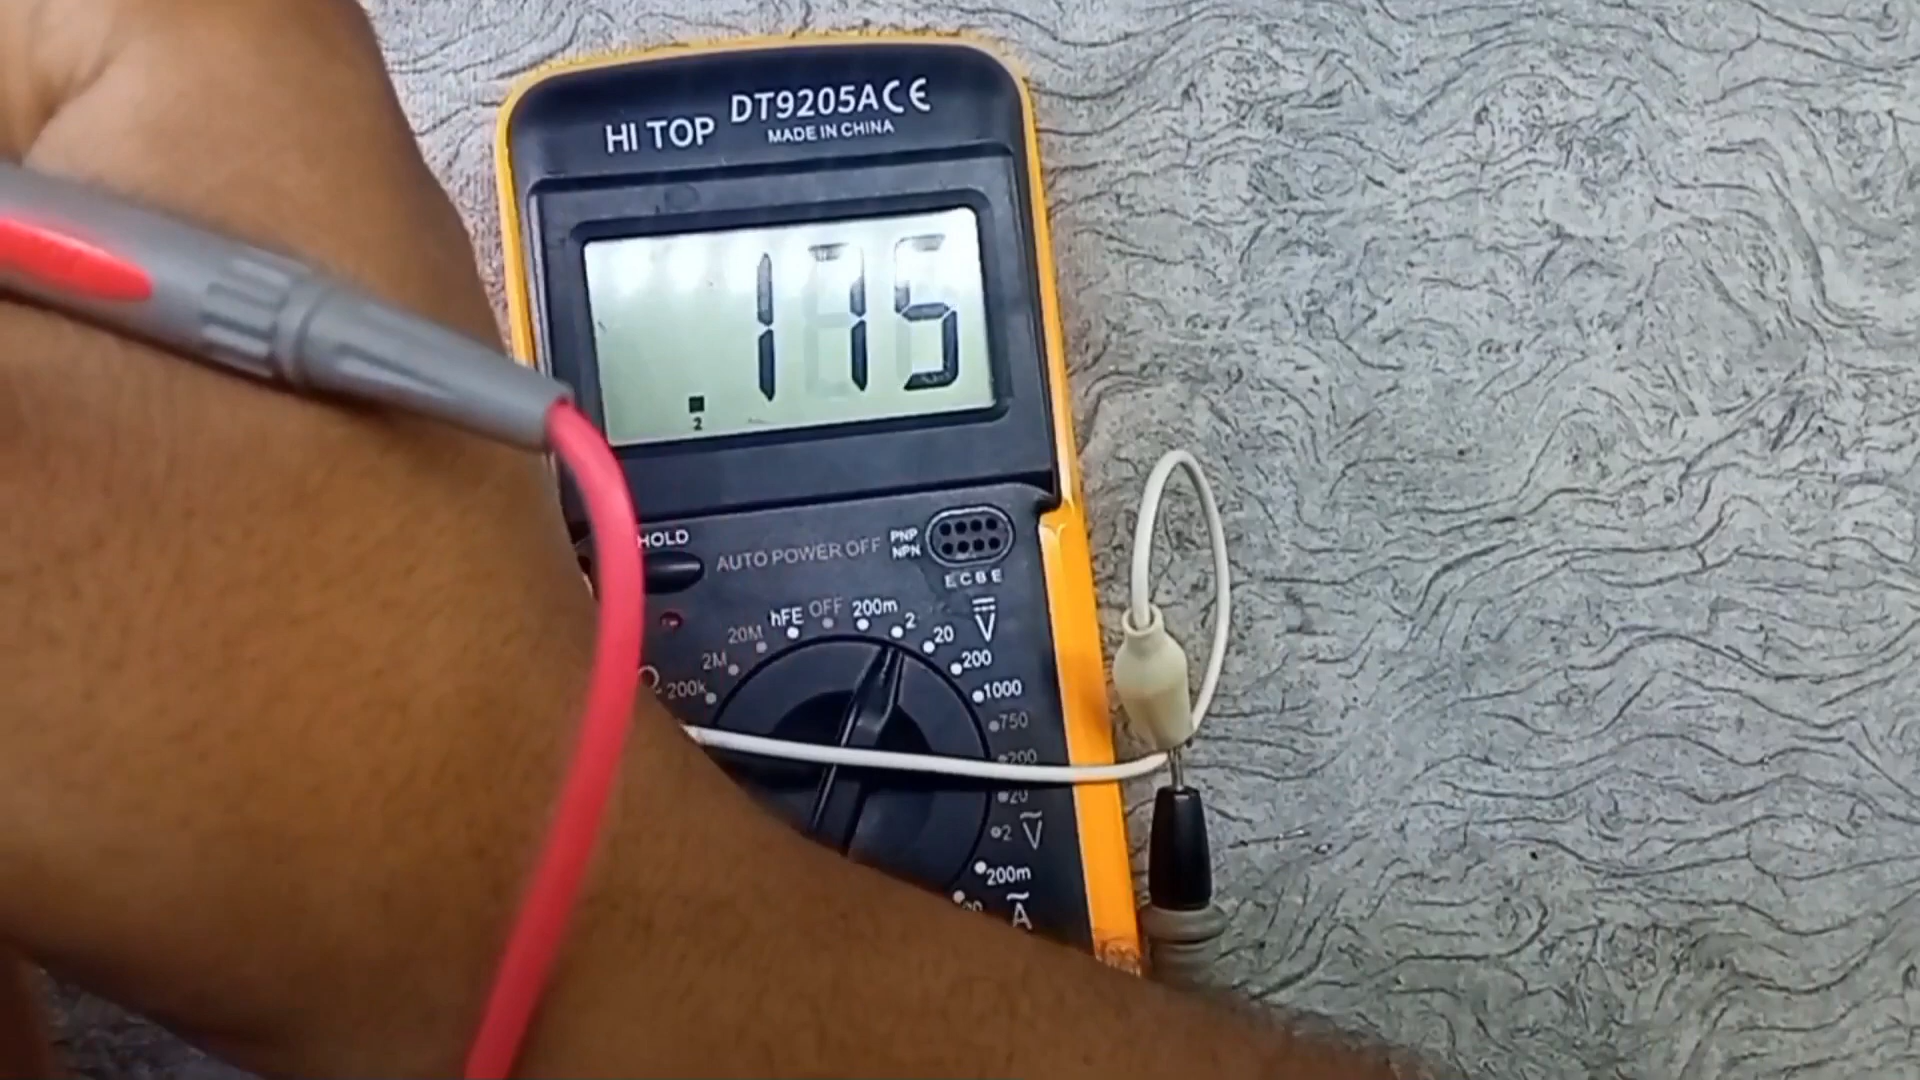 HI TOP DT9205A CE
MADE IN CHINA
.175
2
HOLD
AUTO POWER OFF
PNP
NPN
E C B E
hFE OFF 200m 2 20 200 1000
V
20M
2M
200k
Ω
750
200
20
2 V
200m
A